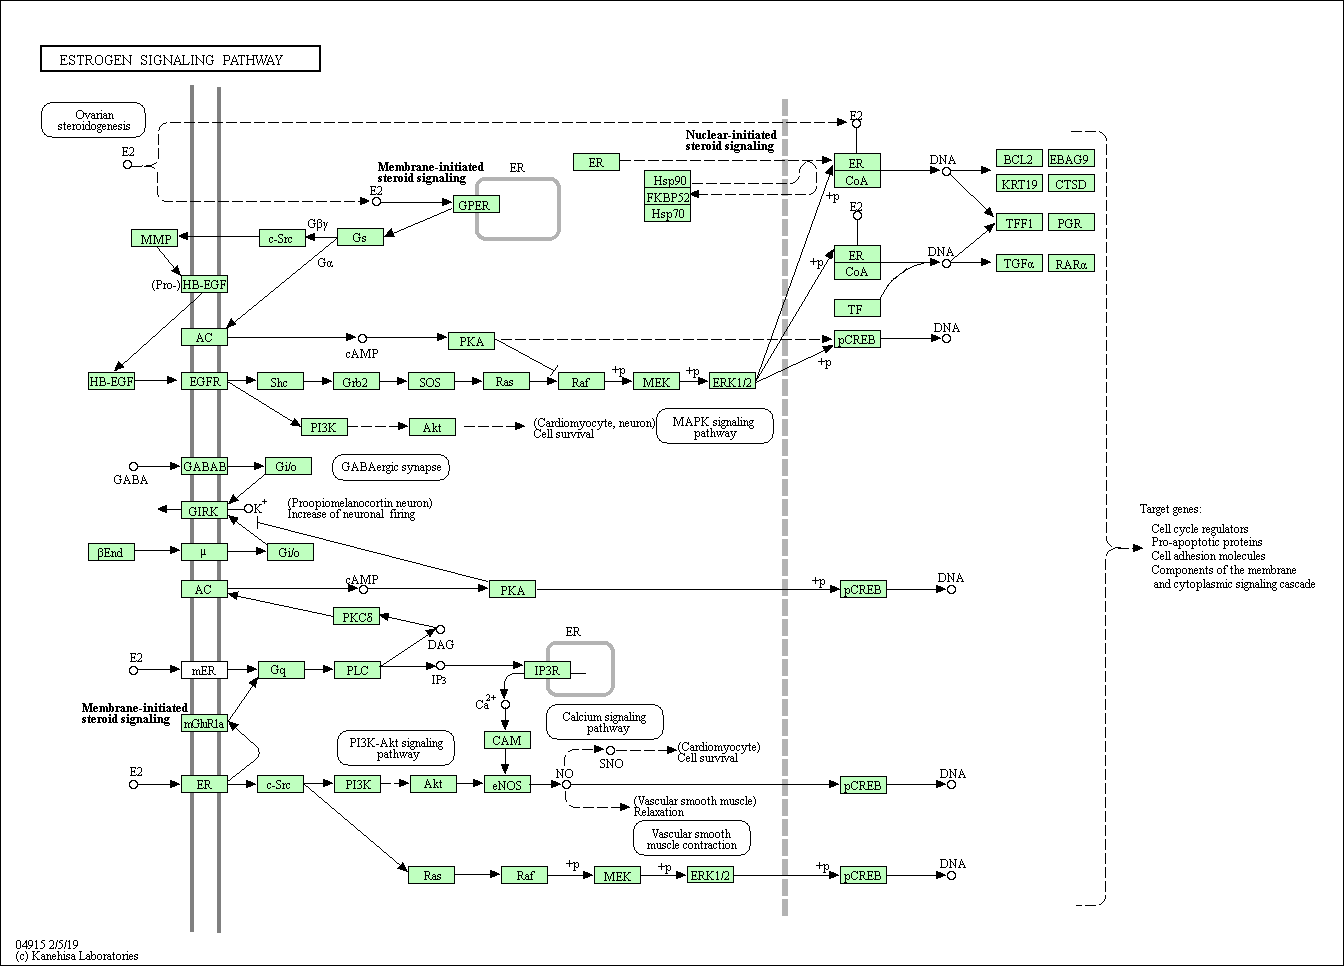 ESTROGEN SIGNALING PATHWAY
Ovarian
steroidogenesis
E2
E2
Nuclear-initiated
steroid signaling
Membrane-initiated
steroid signaling
ER
ER
ER
CoA
DNA
BCL2
EBAG9
Hsp90
FKBP52
Hsp70
KRT19
CTSD
E2
GPER
+p
E2
TFF1
PGR
Gβγ
MMP
c-Src
Gs
Gα
ER
CoA
+p
DNA
TGFα
RARα
(Pro-)
HB-EGF
TF
AC
cAMP
PKA
pCREB
DNA
+p
HB-EGF
EGFR
Shc
Grb2
SOS
Ras
Raf
+p
MEK
+p
ERK1/2
PI3K
Akt
(Cardiomyocyte, neuron)
Cell survival
MAPK signaling
pathway
GABA
GABAB
Gi/o
GABAergic synapse
GIRK
K+
(Proopiomelanocortin neuron)
Increase of neuronal firing
Target genes:
Cell cycle regulators
Pro-apoptotic proteins
Cell adhesion molecules
Components of the membrane
and cytoplasmic signaling cascade
βEnd
μ
Gi/o
AC
cAMP
PKA
+p
pCREB
DNA
PKCδ
DAG
E2
mER
Gq
PLC
IP3
ER
IP3R
Ca2+
Membrane-initiated
steroid signaling
mGluR1a
CAM
Calcium signaling
pathway
PI3K-Akt signaling
pathway
SNO
(Cardiomyocyte)
Cell survival
E2
ER
c-Src
PI3K
Akt
eNOS
NO
pCREB
DNA
(Vascular smooth muscle)
Relaxation
Vascular smooth
muscle contraction
Ras
Raf
+p
MEK
+p
ERK1/2
+p
pCREB
DNA
04915 2/5/19
(c) Kanehisa Laboratories